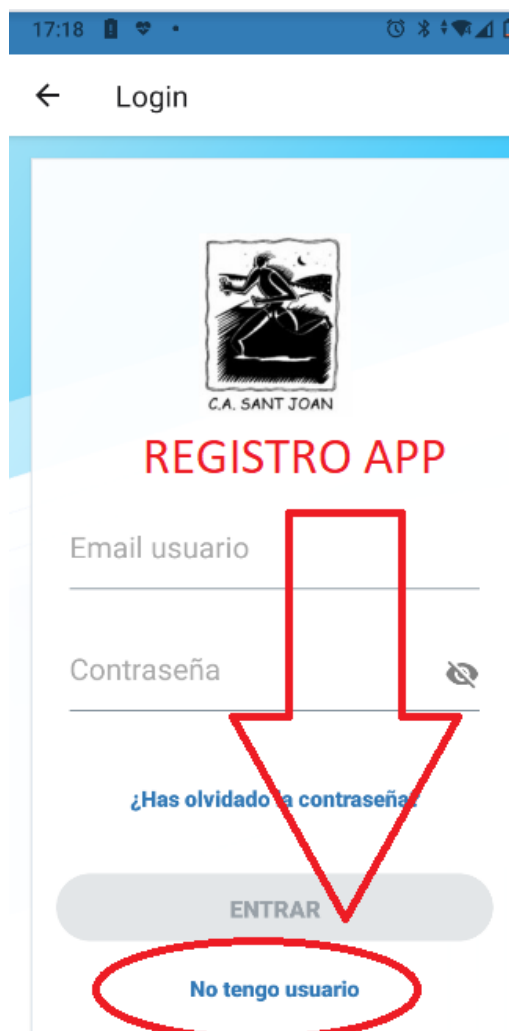 17:18
Login
C.A. SANT JOAN
REGISTRO APP
Email usuario
Contraseña
¿Has olvidado la contraseña?
ENTRAR
No tengo usuario